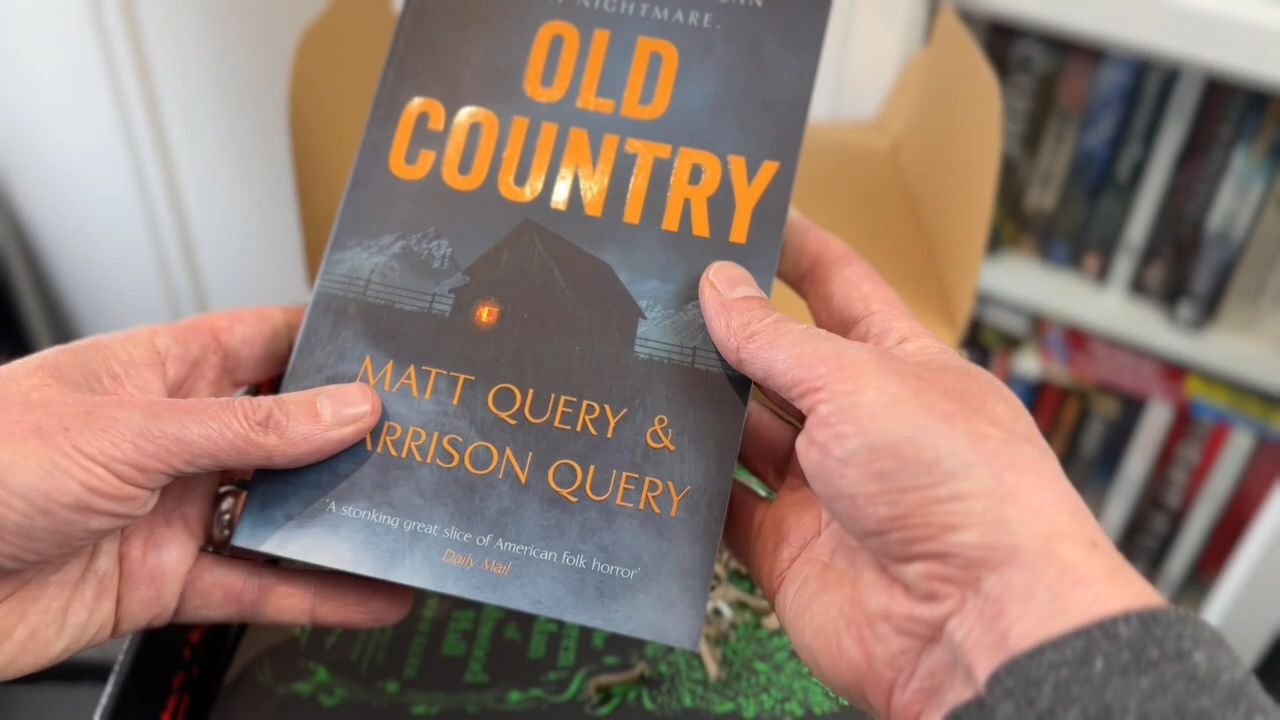 NIGHTMARE.
OLD
COUNTRY
MATT QUERY &
ARRISON QUERY
'A stonking great slice of American folk horror'
Daily Mail